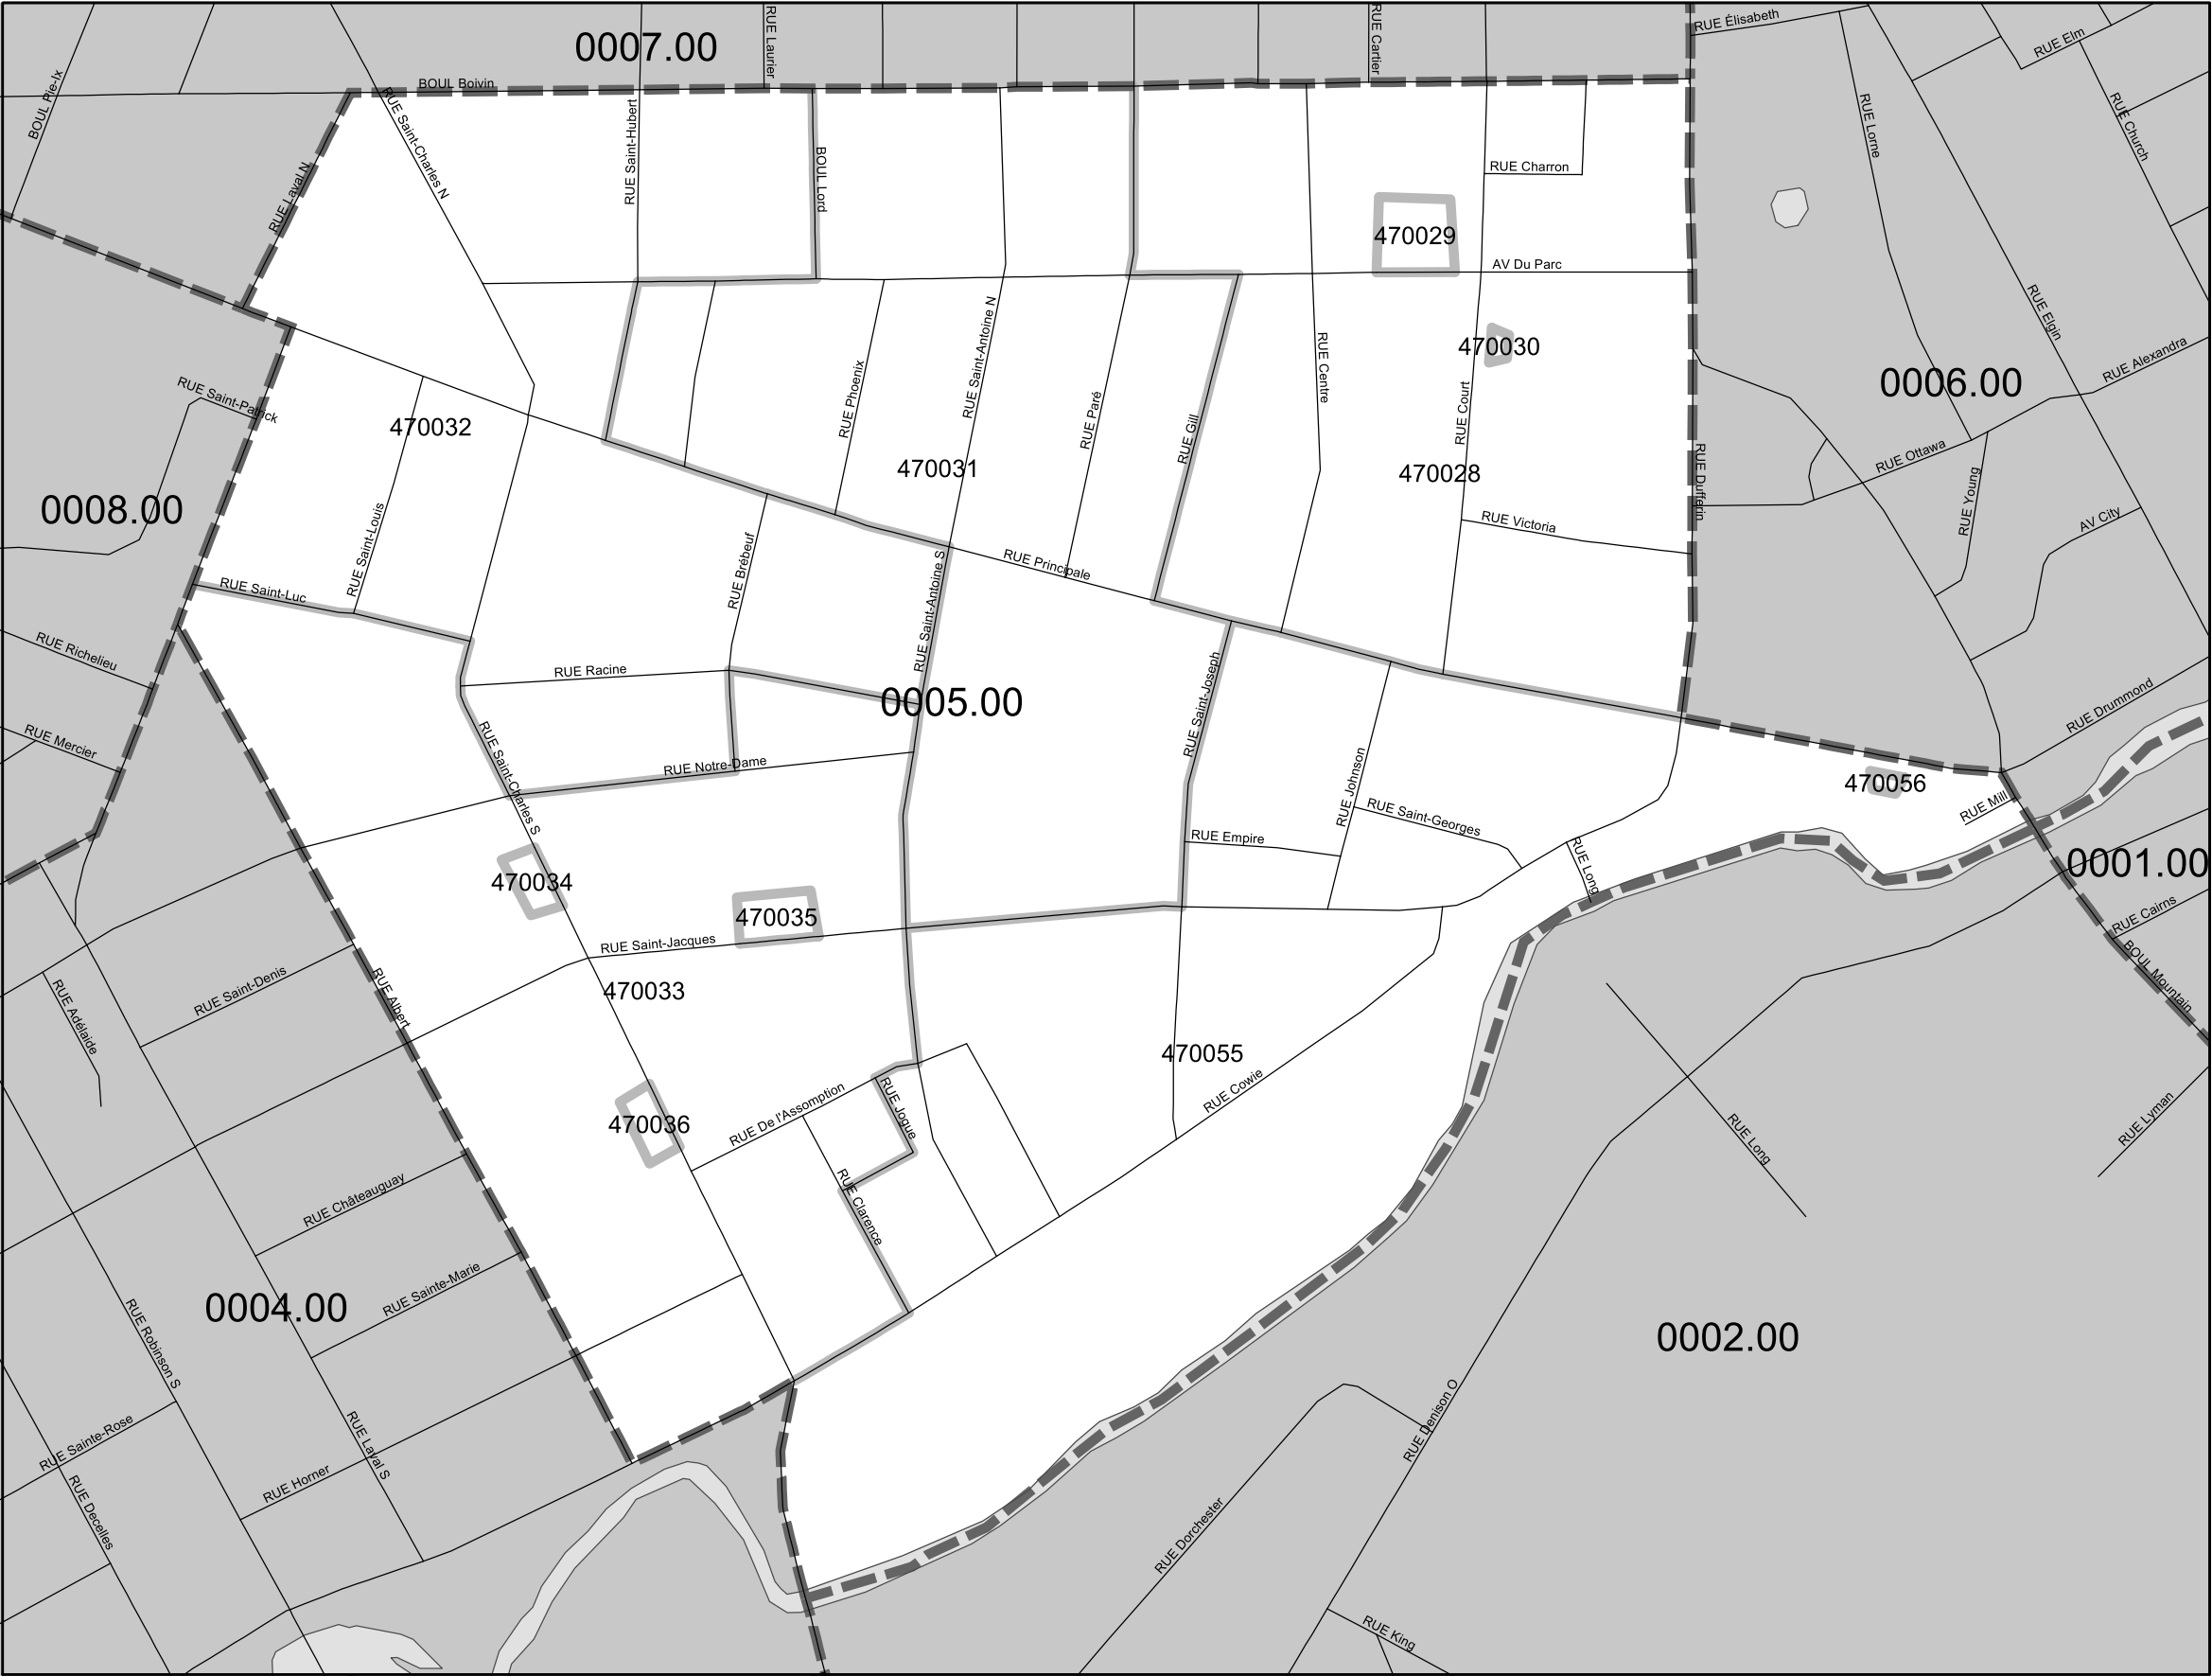 0007.00
RUE Laurier
RUE Cartier
RUE Élisabeth
RUE Elm
BOUL Pie-Ix
BOUL Boivin
RUE Saint-Charles N
RUE Saint-Hubert
BOUL Lord
RUE Charron
RUE Lorne
RUE Church
RUE Laval N
470029
AV Du Parc
RUE Elgin
470030
RUE Saint-Patrick
470032
RUE Phoenix
RUE Saint-Antoine N
RUE Paré
RUE Gill
RUE Centre
RUE Court
0006.00
RUE Alexandra
470031
470028
RUE Dufferin
RUE Ottawa
RUE Young
AV City
0008.00
RUE Saint-Louis
RUE Victoria
RUE Saint-Luc
RUE Brébeuf
RUE Saint-Antoine S
RUE Principale
RUE Richelieu
RUE Racine
0005.00
RUE Saint-Joseph
RUE Drummond
RUE Mercier
RUE Saint-Charles S
RUE Notre-Dame
RUE Johnson
470056
RUE Mill
RUE Saint-Georges
RUE Empire
RUE Long
0001.00
470034
470035
RUE Cairns
RUE Saint-Jacques
BOUL Mountain
RUE Adélaide
RUE Saint-Denis
RUE Albert
470033
470055
RUE Cowie
RUE De l'Assomption
RUE Jogue
470036
RUE Long
RUE Lyman
RUE Châteauguay
RUE Clarence
RUE Sainte-Marie
0004.00
RUE Robinson S
0002.00
RUE Sainte-Rose
RUE Laval S
RUE Denison O
RUE Horner
RUE Decelles
RUE Dorchester
RUE King